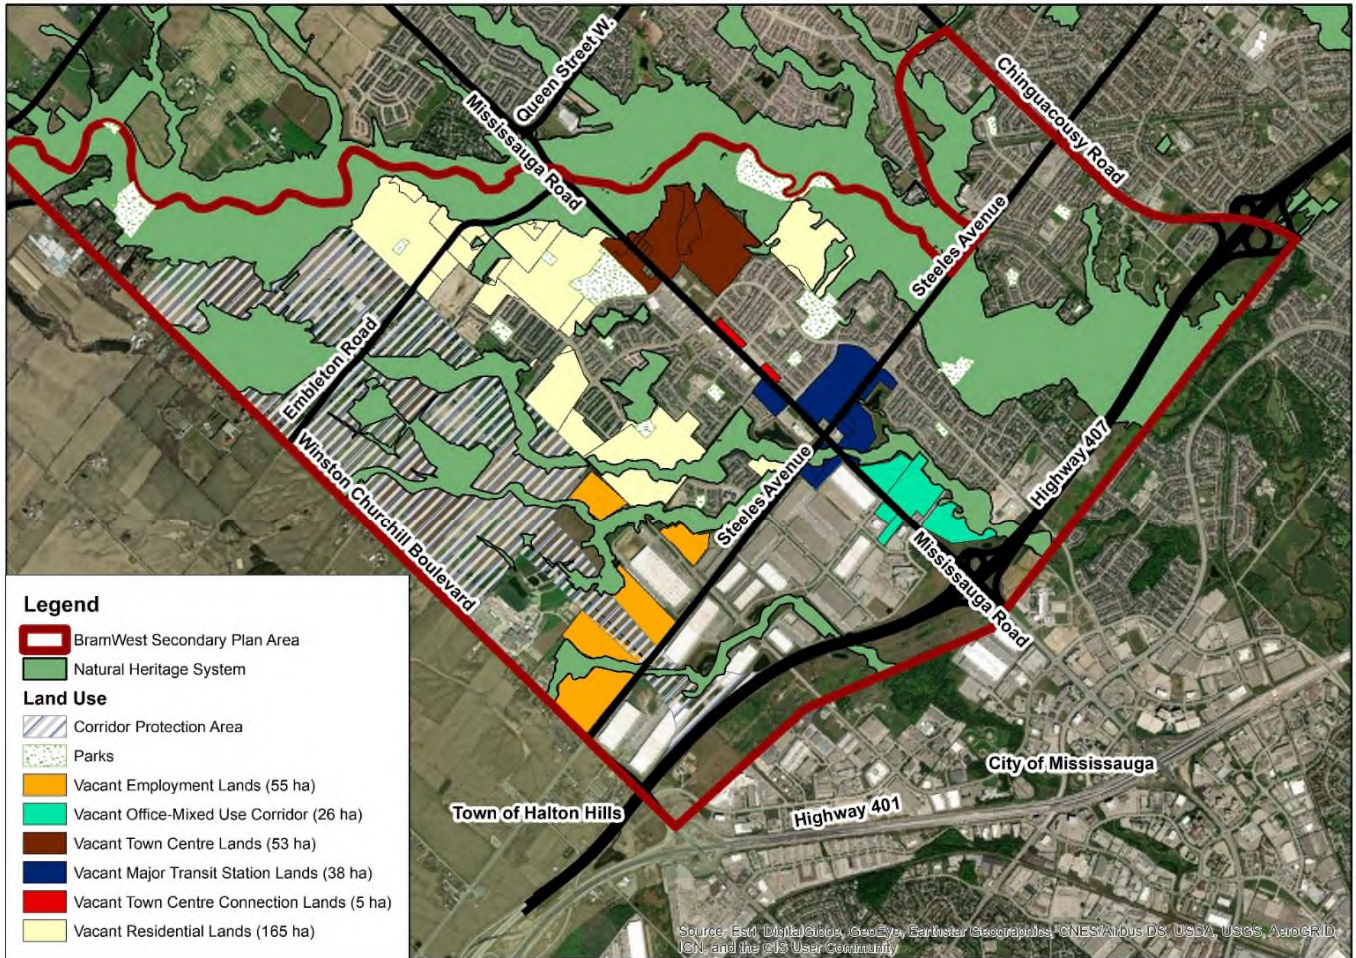 Queen Street W.
Mississauga Road
Chinguacousy Road
Steeles Avenue
Embleton Road
Winston Churchill Boulevard
Steeles Avenue
Highway 407
Mississauga Road
City of Mississauga
Town of Halton Hills
Highway 401
Legend
BramWest Secondary Plan Area
Natural Heritage System
Land Use
Corridor Protection Area
Parks
Vacant Employment Lands (55 ha)
Vacant Office-Mixed Use Corridor (26 ha)
Vacant Town Centre Lands (53 ha)
Vacant Major Transit Station Lands (38 ha)
Vacant Town Centre Connection Lands (5 ha)
Vacant Residential Lands (165 ha)
Source: Esri, DigitalGlobe, GeoEye, Earthstar Geographics, CNES/Airbus DS, USDA, USGS, AeroGRID,
IGN, and the GIS User Community